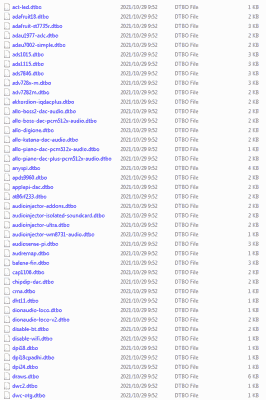 act-led.dtbo 2021/10/29 9:52 DTBO File 1 KB
adafruit18.dtbo 2021/10/29 9:52 DTBO File 2 KB
adafruit-st7735r.dtbo 2021/10/29 9:52 DTBO File 2 KB
adau1977-adc.dtbo 2021/10/29 9:52 DTBO File 2 KB
adau7002-simple.dtbo 2021/10/29 9:52 DTBO File 2 KB
ads1015.dtbo 2021/10/29 9:52 DTBO File 3 KB
ads1115.dtbo 2021/10/29 9:52 DTBO File 3 KB
ads7846.dtbo 2021/10/29 9:52 DTBO File 3 KB
adv728x-m.dtbo 2021/10/29 9:52 DTBO File 3 KB
adv7282m.dtbo 2021/10/29 9:52 DTBO File 2 KB
akkordion-iqdacplus.dtbo 2021/10/29 9:52 DTBO File 2 KB
allo-boss2-dac-audio.dtbo 2021/10/29 9:52 DTBO File 2 KB
allo-boss-dac-pcm512x-audio.dtbo 2021/10/29 9:52 DTBO File 2 KB
allo-digione.dtbo 2021/10/29 9:52 DTBO File 2 KB
allo-katana-dac-audio.dtbo 2021/10/29 9:52 DTBO File 2 KB
allo-piano-dac-pcm512x-audio.dtbo 2021/10/29 9:52 DTBO File 1 KB
allo-piano-dac-plus-pcm512x-audio.dtbo 2021/10/29 9:52 DTBO File 2 KB
anyspi.dtbo 2021/10/29 9:52 DTBO File 4 KB
apds9960.dtbo 2021/10/29 9:52 DTBO File 2 KB
applepi-dac.dtbo 2021/10/29 9:52 DTBO File 2 KB
at86rf233.dtbo 2021/10/29 9:52 DTBO File 2 KB
audioinjector-addons.dtbo 2021/10/29 9:52 DTBO File 2 KB
audioinjector-isolated-soundcard.dtbo 2021/10/29 9:52 DTBO File 2 KB
audioinjector-ultra.dtbo 2021/10/29 9:52 DTBO File 2 KB
audioinjector-wm8731-audio.dtbo 2021/10/29 9:52 DTBO File 1 KB
audiosense-pi.dtbo 2021/10/29 9:52 DTBO File 3 KB
audremap.dtbo 2021/10/29 9:52 DTBO File 1 KB
balena-fin.dtbo 2021/10/29 9:52 DTBO File 3 KB
cap1106.dtbo 2021/10/29 9:52 DTBO File 2 KB
chipdip-dac.dtbo 2021/10/29 9:52 DTBO File 2 KB
cma.dtbo 2021/10/29 9:52 DTBO File 1 KB
dht11.dtbo 2021/10/29 9:52 DTBO File 1 KB
dionaudio-loco.dtbo 2021/10/29 9:52 DTBO File 1 KB
dionaudio-loco-v2.dtbo 2021/10/29 9:52 DTBO File 2 KB
disable-bt.dtbo 2021/10/29 9:52 DTBO File 2 KB
disable-wifi.dtbo 2021/10/29 9:52 DTBO File 1 KB
dpi18.dtbo 2021/10/29 9:52 DTBO File 1 KB
dpi18cpadhi.dtbo 2021/10/29 9:52 DTBO File 1 KB
dpi24.dtbo 2021/10/29 9:52 DTBO File 1 KB
draws.dtbo 2021/10/29 9:52 DTBO File 6 KB
dwc2.dtbo 2021/10/29 9:52 DTBO File 1 KB
dwc-otg.dtbo 2021/10/29 9:52 DTBO File 1 KB